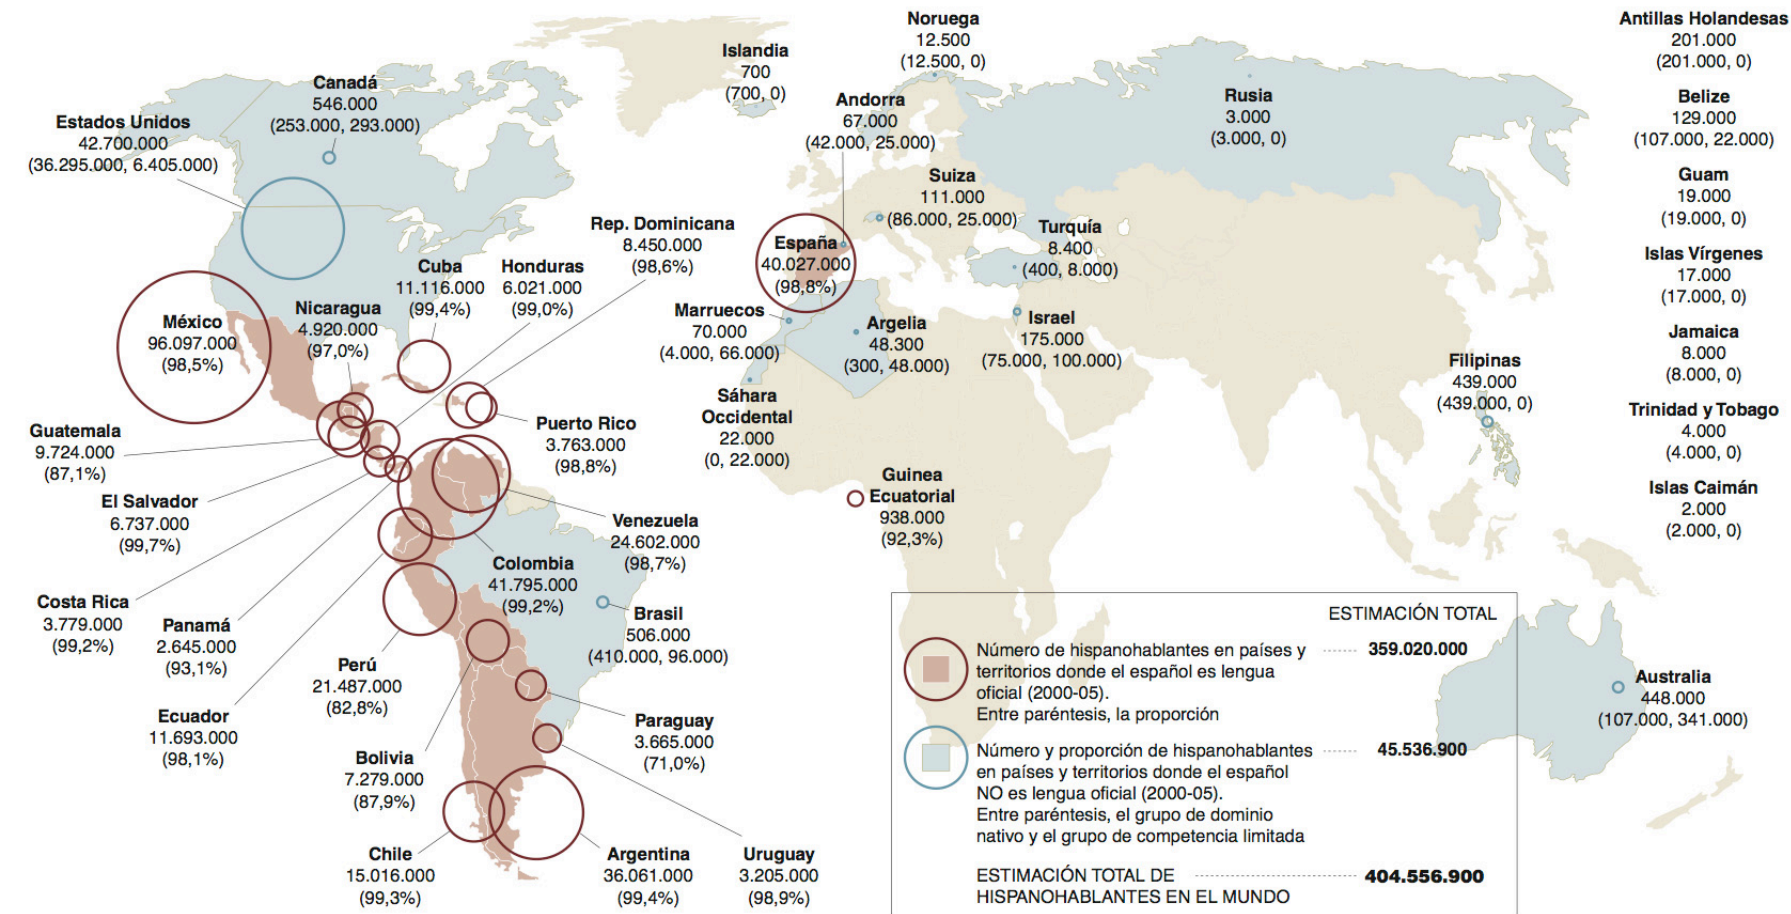 Noruega
12.500
(12.500, 0)
Antillas Holandesas
201.000
(201.000, 0)
Islandia
700
(700, 0)
Canadá
546.000
(253.000, 293.000)
Andorra
67.000
(42.000, 25.000)
Rusia
3.000
(3.000, 0)
Belize
129.000
(107.000, 22.000)
Estados Unidos
42.700.000
(36.295.000, 6.405.000)
Suiza
111.000
(86.000, 25.000)
Guam
19.000
(19.000, 0)
Rep. Dominicana
8.450.000
(98,6%)
Turquía
8.400
(400, 8.000)
España
40.027.000
(98,8%)
Islas Vírgenes
17.000
(17.000, 0)
Cuba
11.116.000
(99,4%)
Honduras
6.021.000
(99,0%)
Nicaragua
4.920.000
(97,0%)
México
96.097.000
(98,5%)
Marruecos
70.000
(4.000, 66.000)
Argelia
48.300
(300, 48.000)
Israel
175.000
(75.000, 100.000)
Jamaica
8.000
(8.000, 0)
Filipinas
439.000
(439.000, 0)
Sáhara
Occidental
22.000
(0, 22.000)
Trinidad y Tobago
4.000
(4.000, 0)
Puerto Rico
3.763.000
(98,8%)
Guatemala
9.724.000
(87,1%)
Guinea
Ecuatorial
938.000
(92,3%)
Islas Caimán
2.000
(2.000, 0)
El Salvador
6.737.000
(99,7%)
Venezuela
24.602.000
(98,7%)
Colombia
41.795.000
(99,2%)
Costa Rica
3.779.000
(99,2%)
Panamá
2.645.000
(93,1%)
Brasil
506.000
(410.000, 96.000)
Perú
21.487.000
(82,8%)
Ecuador
11.693.000
(98,1%)
Paraguay
3.665.000
(71,0%)
Bolivia
7.279.000
(87,9%)
Chile
15.016.000
(99,3%)
Argentina
36.061.000
(99,4%)
Uruguay
3.205.000
(98,9%)
Australia
448.000
(107.000, 341.000)
ESTIMACIÓN TOTAL
Número de hispanohablantes en países y 359.020.000
territorios donde el español es lengua
oficial (2000-05).
Entre paréntesis, la proporción
Número y proporción de hispanohablantes 45.536.900
en países y territorios donde el español
NO es lengua oficial (2000-05).
Entre paréntesis, el grupo de dominio
nativo y el grupo de competencia limitada
ESTIMACIÓN TOTAL DE 404.556.900
HISPANOHABLANTES EN EL MUNDO